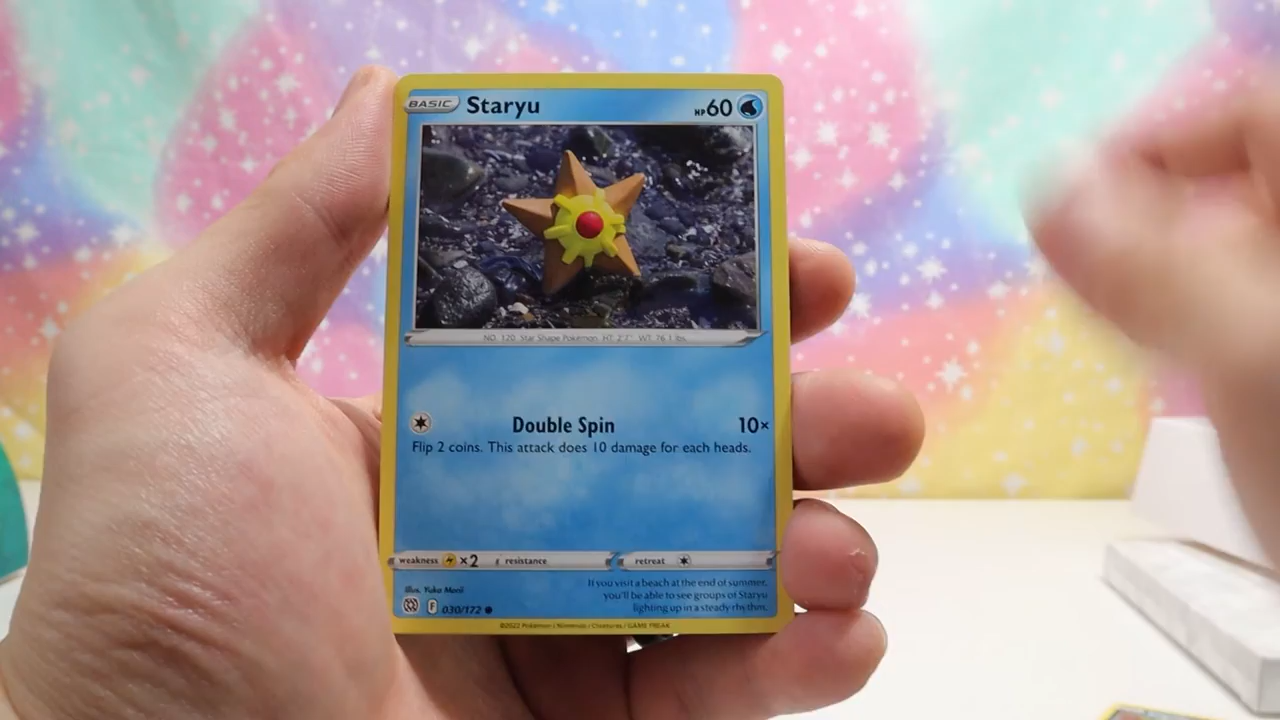 BASIC Staryu HP 60
NO. 120 Star Shape Pokémon HT: 2'7" WT: 76.1 lbs.
Double Spin 10×
Flip 2 coins. This attack does 10 damage for each heads.
weakness ×2 resistance retreat
Illus. Yuka Morii
If you visit a beach at the end of summer,
you'll be able to see groups of Staryu
lighting up in a steady rhythm.
F 030/172
©2022 Pokémon / Nintendo / Creatures / GAME FREAK